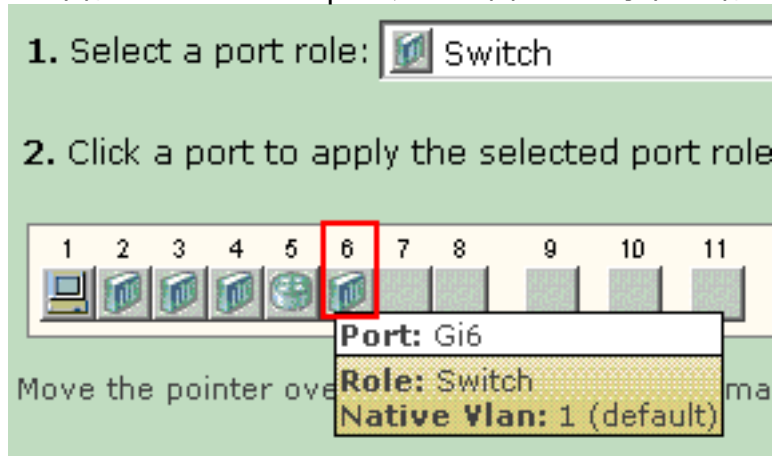 1. Select a port role: Switch
2. Click a port to apply the selected port role
1 2 3 4 5 6 7 8 9 10 11
Port: Gi6
Move the pointer ove
Role: Switch
ma
Native Vlan: 1 (default)